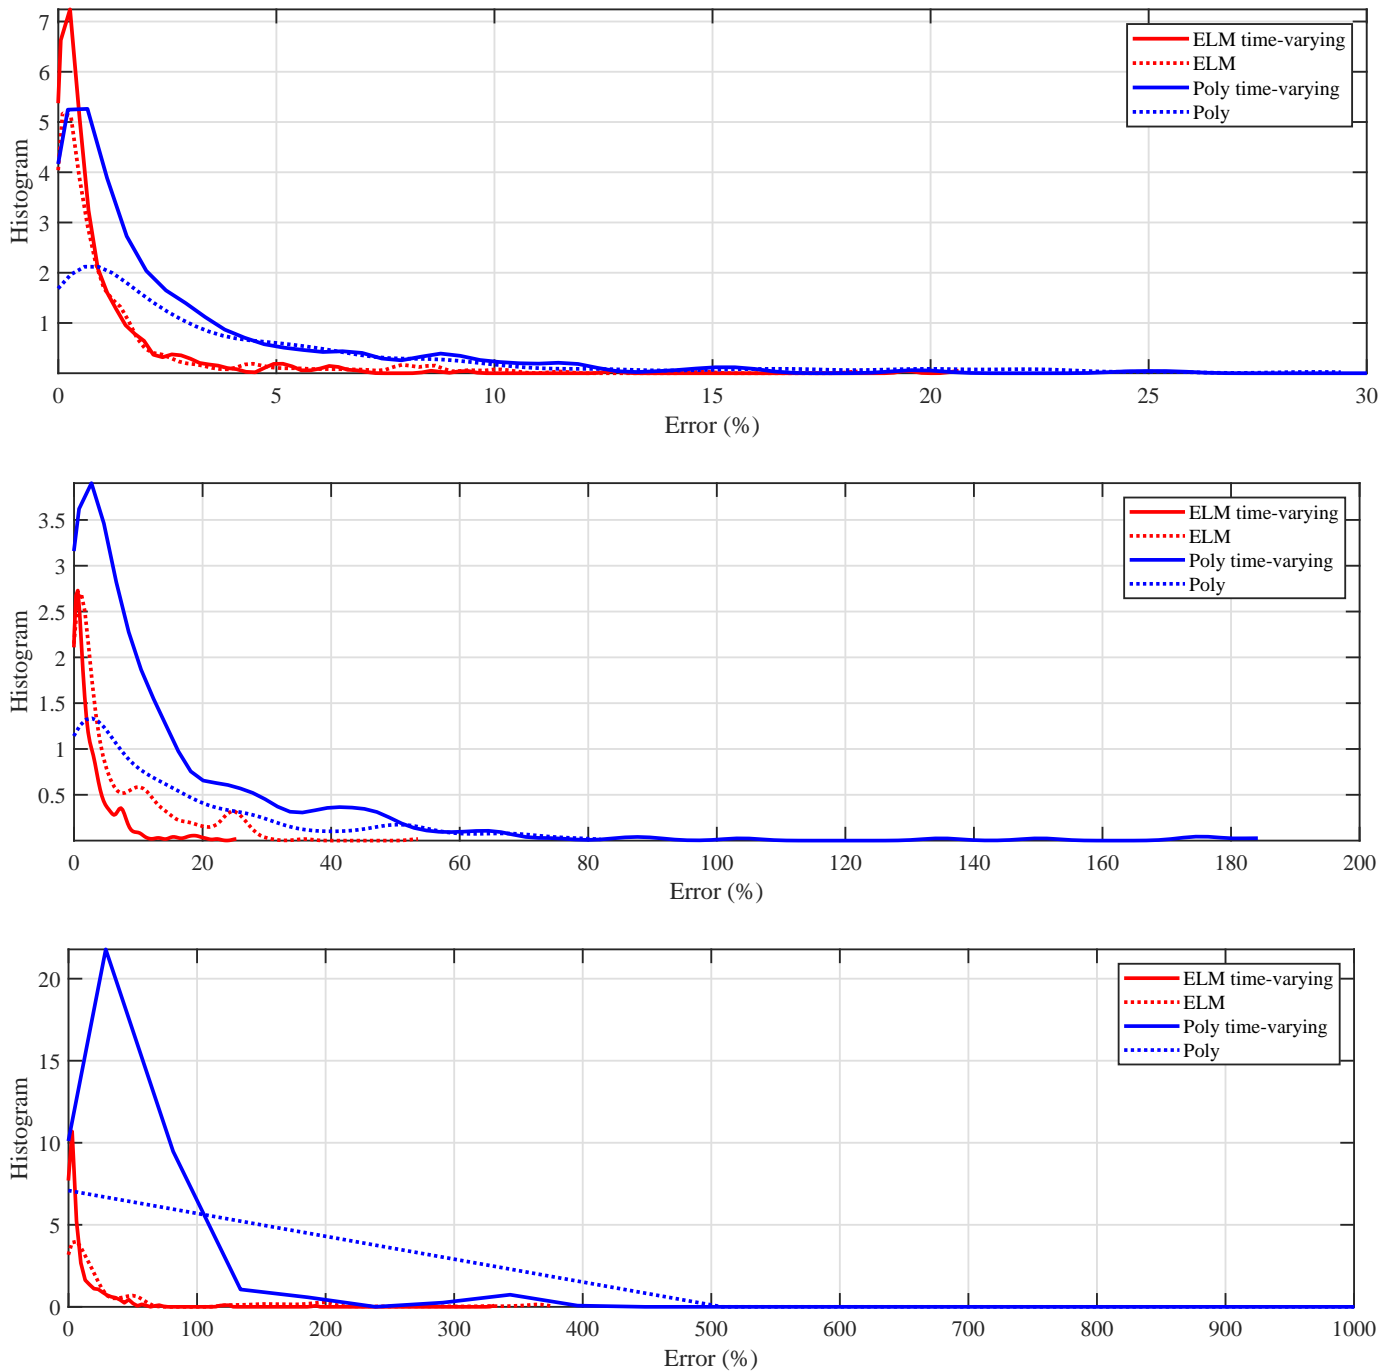 7
6
5
4
3
2
1
Histogram
ELM time-varying
ELM
Poly time-varying
Poly
0 5 10 15 20 25 30
Error (%)
3.5
3
2.5
2
1.5
1
0.5
Histogram
ELM time-varying
ELM
Poly time-varying
Poly
0 20 40 60 80 100 120 140 160 180 200
Error (%)
20
15
10
5
0
Histogram
ELM time-varying
ELM
Poly time-varying
Poly
0 100 200 300 400 500 600 700 800 900 1000
Error (%)